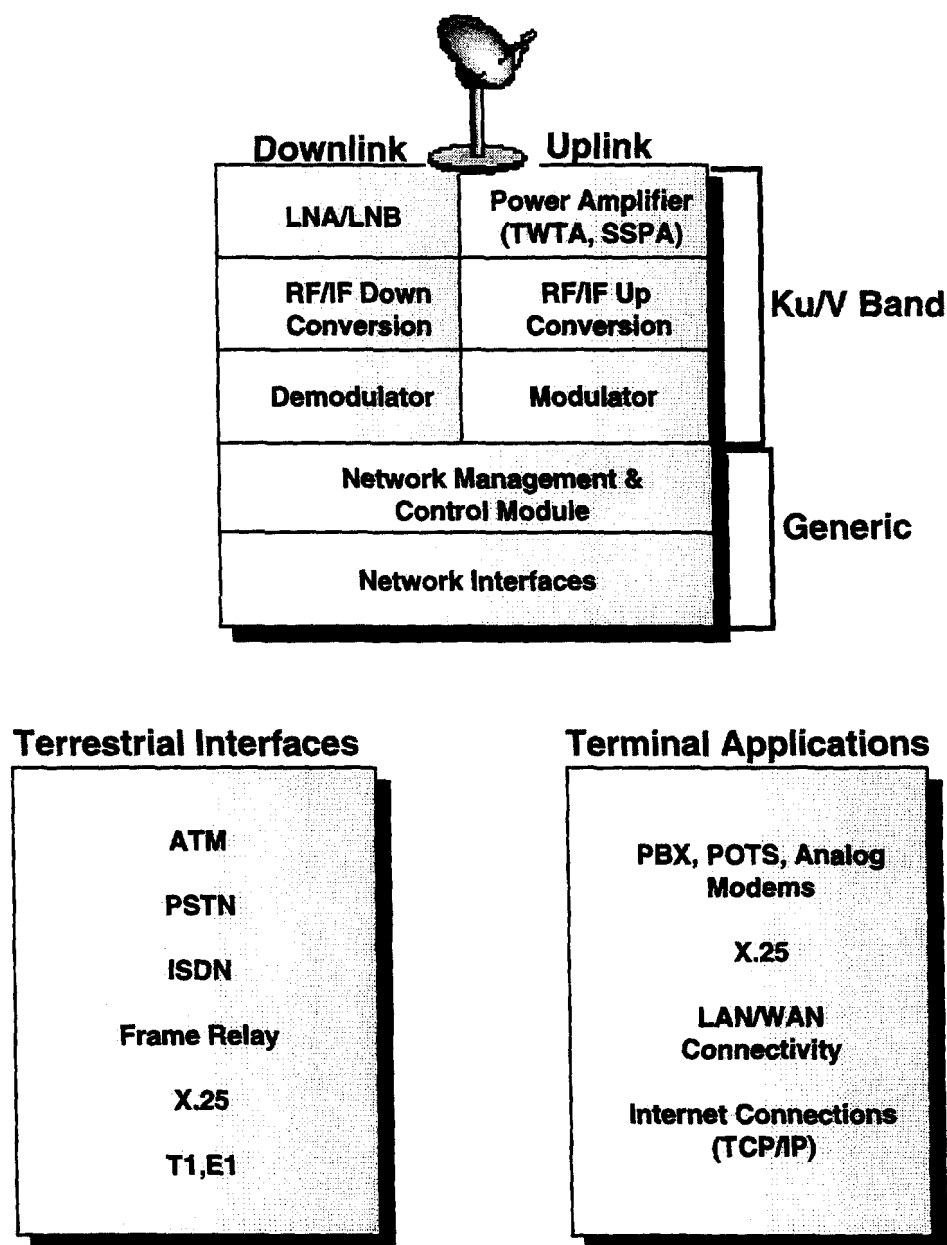 Downlink Uplink
LNA/LNB
Power Amplifier
(TWTA, SSPA)
RF/IF Down
Conversion
RF/IF Up
Conversion
Ku/V Band
Demodulator
Modulator
Network Management &
Control Module
Generic
Network Interfaces
Terrestrial Interfaces
ATM
PSTN
ISDN
Frame Relay
X.25
T1,E1
Terminal Applications
PBX, POTS, Analog
Modems
X.25
LAN/WAN
Connectivity
Internet Connections
(TCP/IP)